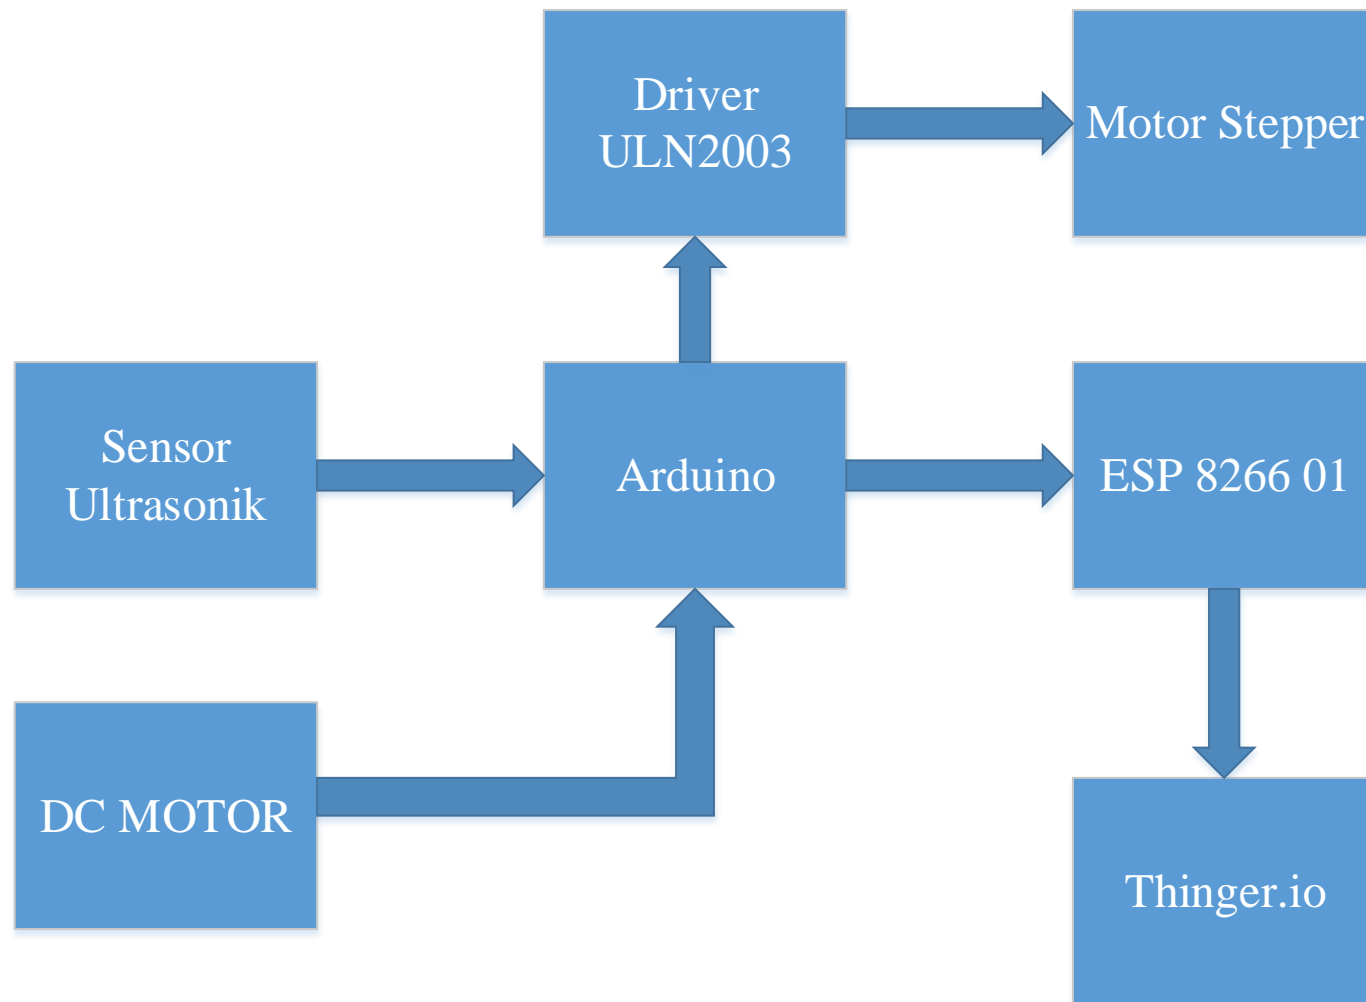 Driver
ULN2003
Motor Stepper
Sensor
Ultrasonik
Arduino
ESP 8266 01
DC MOTOR
Thinger.io